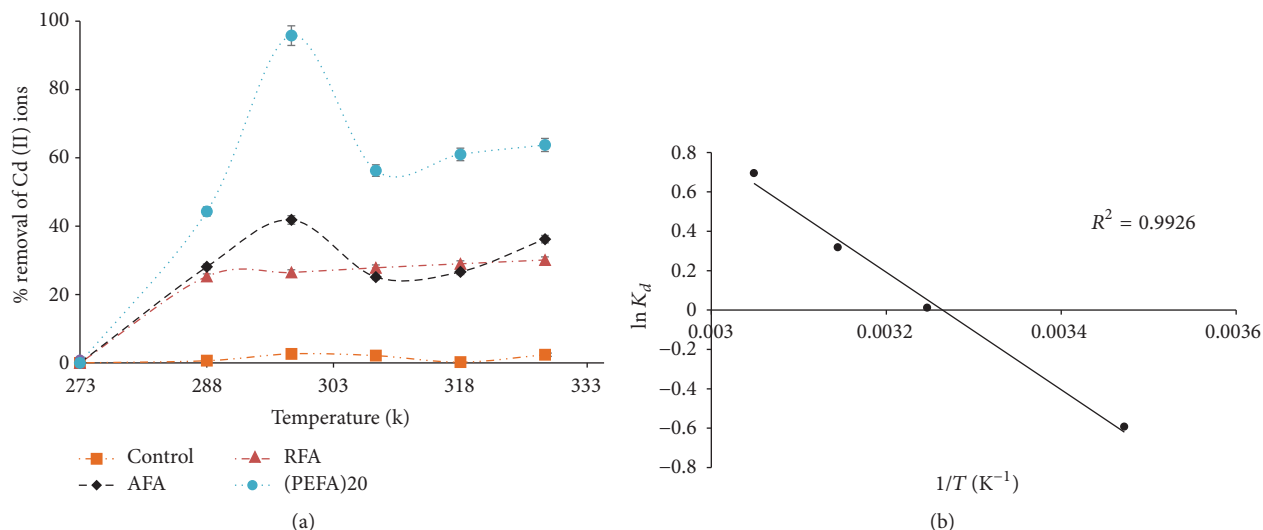 100
80
60
40
20
0
% removal of Cd (II) ions
273 288 303 318 333
Temperature (k)
Control RFA
AFA (PEFA)20
(a)
0.8
0.6
0.4
0.2
0
−0.2
−0.4
−0.6
−0.8
ln K_d
0.003 0.0032 0.0034 0.0036
R² = 0.9926
1/T (K⁻¹)
(b)